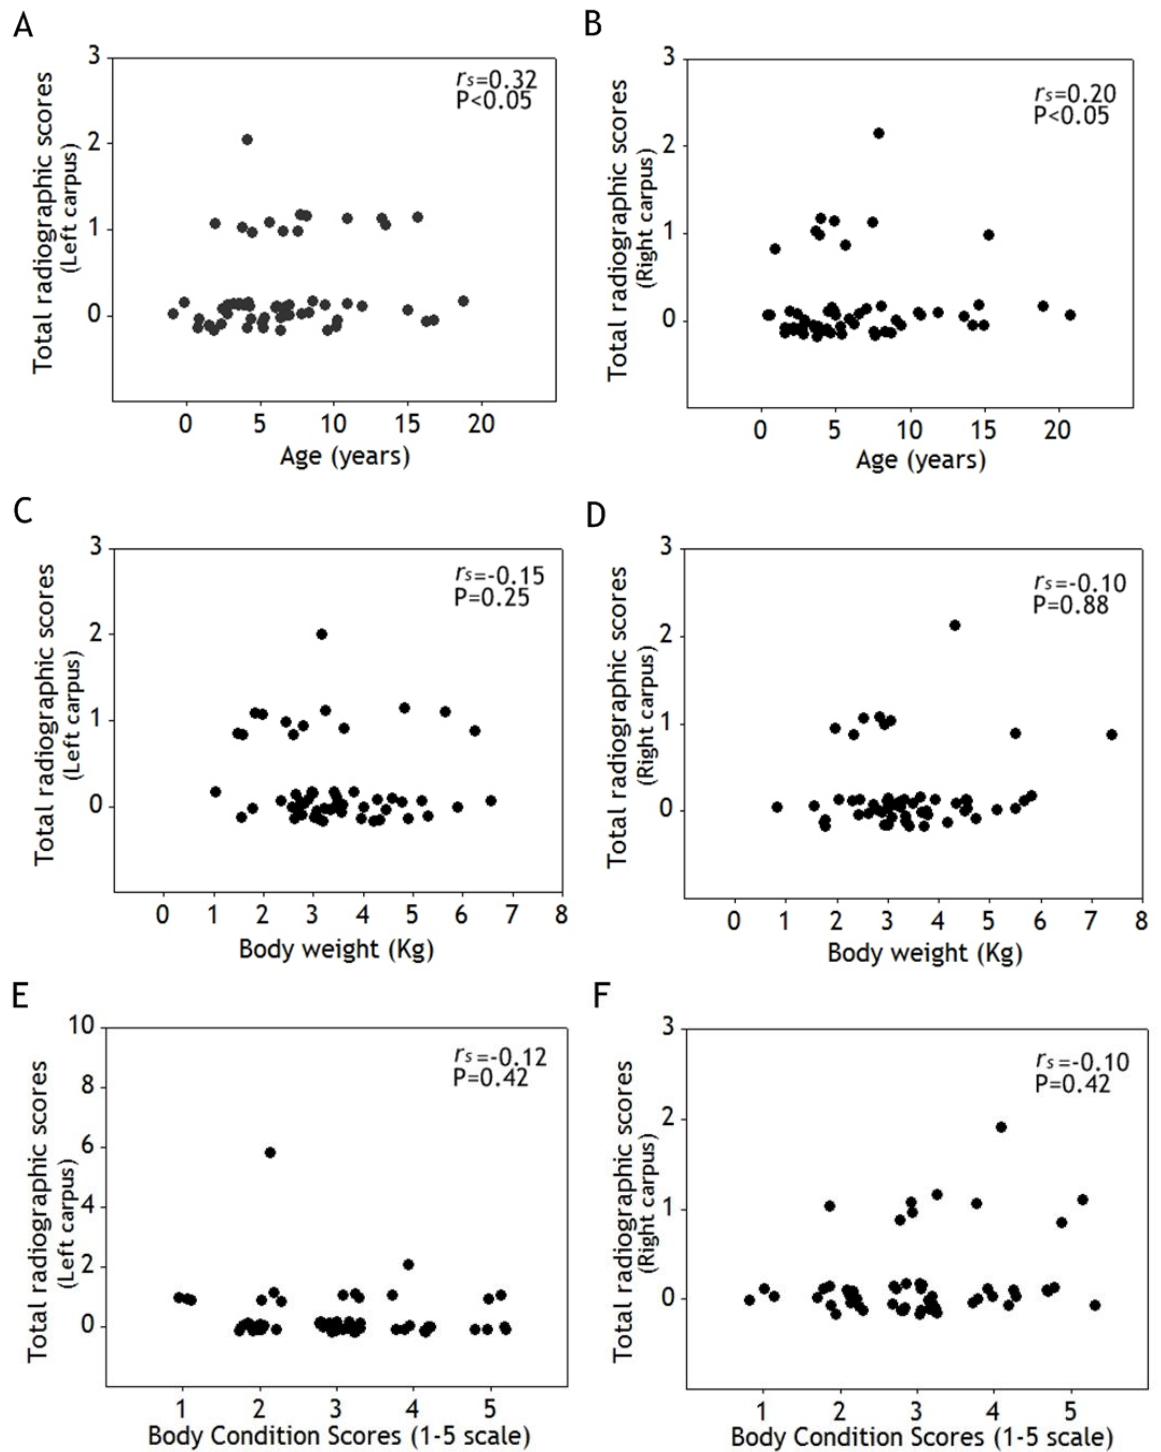 A
Total radiographic scores
(Left carpus)
3
2
1
0
rs=0.32
P<0.05
0 5 10 15 20
Age (years)
B
Total radiographic scores
(Right carpus)
3
2
1
0
rs=0.20
P<0.05
0 5 10 15 20
Age (years)
C
Total radiographic scores
(Left carpus)
3
2
1
0
rs=-0.15
P=0.25
0 1 2 3 4 5 6 7 8
Body weight (Kg)
D
Total radiographic scores
(Right carpus)
3
2
1
0
rs=-0.10
P=0.88
0 1 2 3 4 5 6 7 8
Body weight (Kg)
E
Total radiographic scores
(Left carpus)
10
8
6
4
2
0
rs=-0.12
P=0.42
1 2 3 4 5
Body Condition Scores (1-5 scale)
F
Total radiographic scores
(Right carpus)
3
2
1
0
rs=-0.10
P=0.42
1 2 3 4 5
Body Condition Scores (1-5 scale)